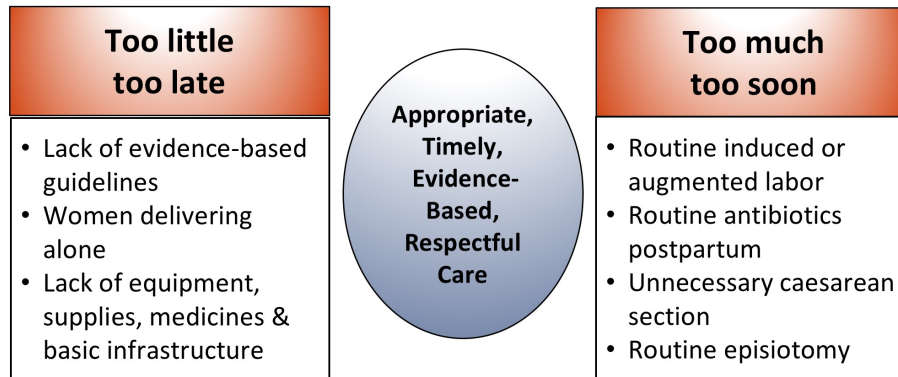 Too little
too late
• Lack of evidence-based
guidelines
• Women delivering
alone
• Lack of equipment,
supplies, medicines &
basic infrastructure
Appropriate,
Timely,
Evidence-
Based,
Respectful
Care
Too much
too soon
• Routine induced or
augmented labor
• Routine antibiotics
postpartum
• Unnecessary caesarean
section
• Routine episiotomy